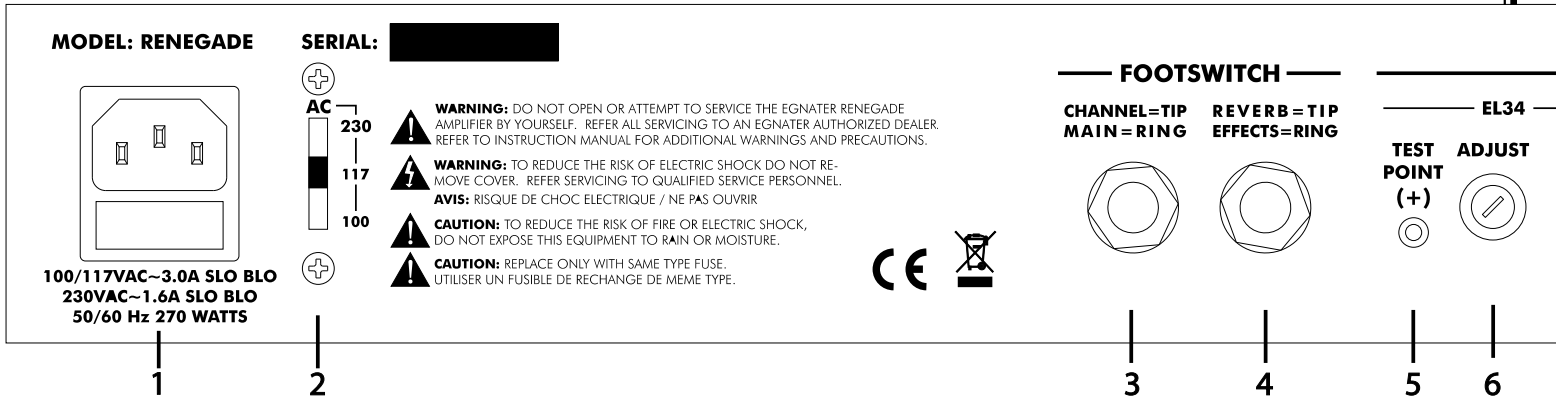 MODEL: RENEGADE
SERIAL:
AC
230
117
100
100/117VAC~3.0A SLO BLO
230VAC~1.6A SLO BLO
50/60 Hz 270 WATTS
WARNING: DO NOT OPEN OR ATTEMPT TO SERVICE THE EGNATER RENEGADE
AMPLIFIER BY YOURSELF. REFER ALL SERVICING TO AN EGNATER AUTHORIZED DEALER.
REFER TO INSTRUCTION MANUAL FOR ADDITIONAL WARNINGS AND PRECAUTIONS.
WARNING: TO REDUCE THE RISK OF ELECTRIC SHOCK DO NOT RE-
MOVE COVER. REFER SERVICING TO QUALIFIED SERVICE PERSONNEL.
AVIS: RISQUE DE CHOC ELECTRIQUE / NE PAS OUVRIR
CAUTION: TO REDUCE THE RISK OF FIRE OR ELECTRIC SHOCK,
DO NOT EXPOSE THIS EQUIPMENT TO RAIN OR MOISTURE.
CAUTION: REPLACE ONLY WITH SAME TYPE FUSE.
UTILISER UN FUSIBLE DE RECHANGE DE MEME TYPE.
CE
FOOTSWITCH
CHANNEL=TIP
MAIN=RING
REVERB=TIP
EFFECTS=RING
EL34
TEST
POINT
(+)
ADJUST
1
2
3
4
5
6